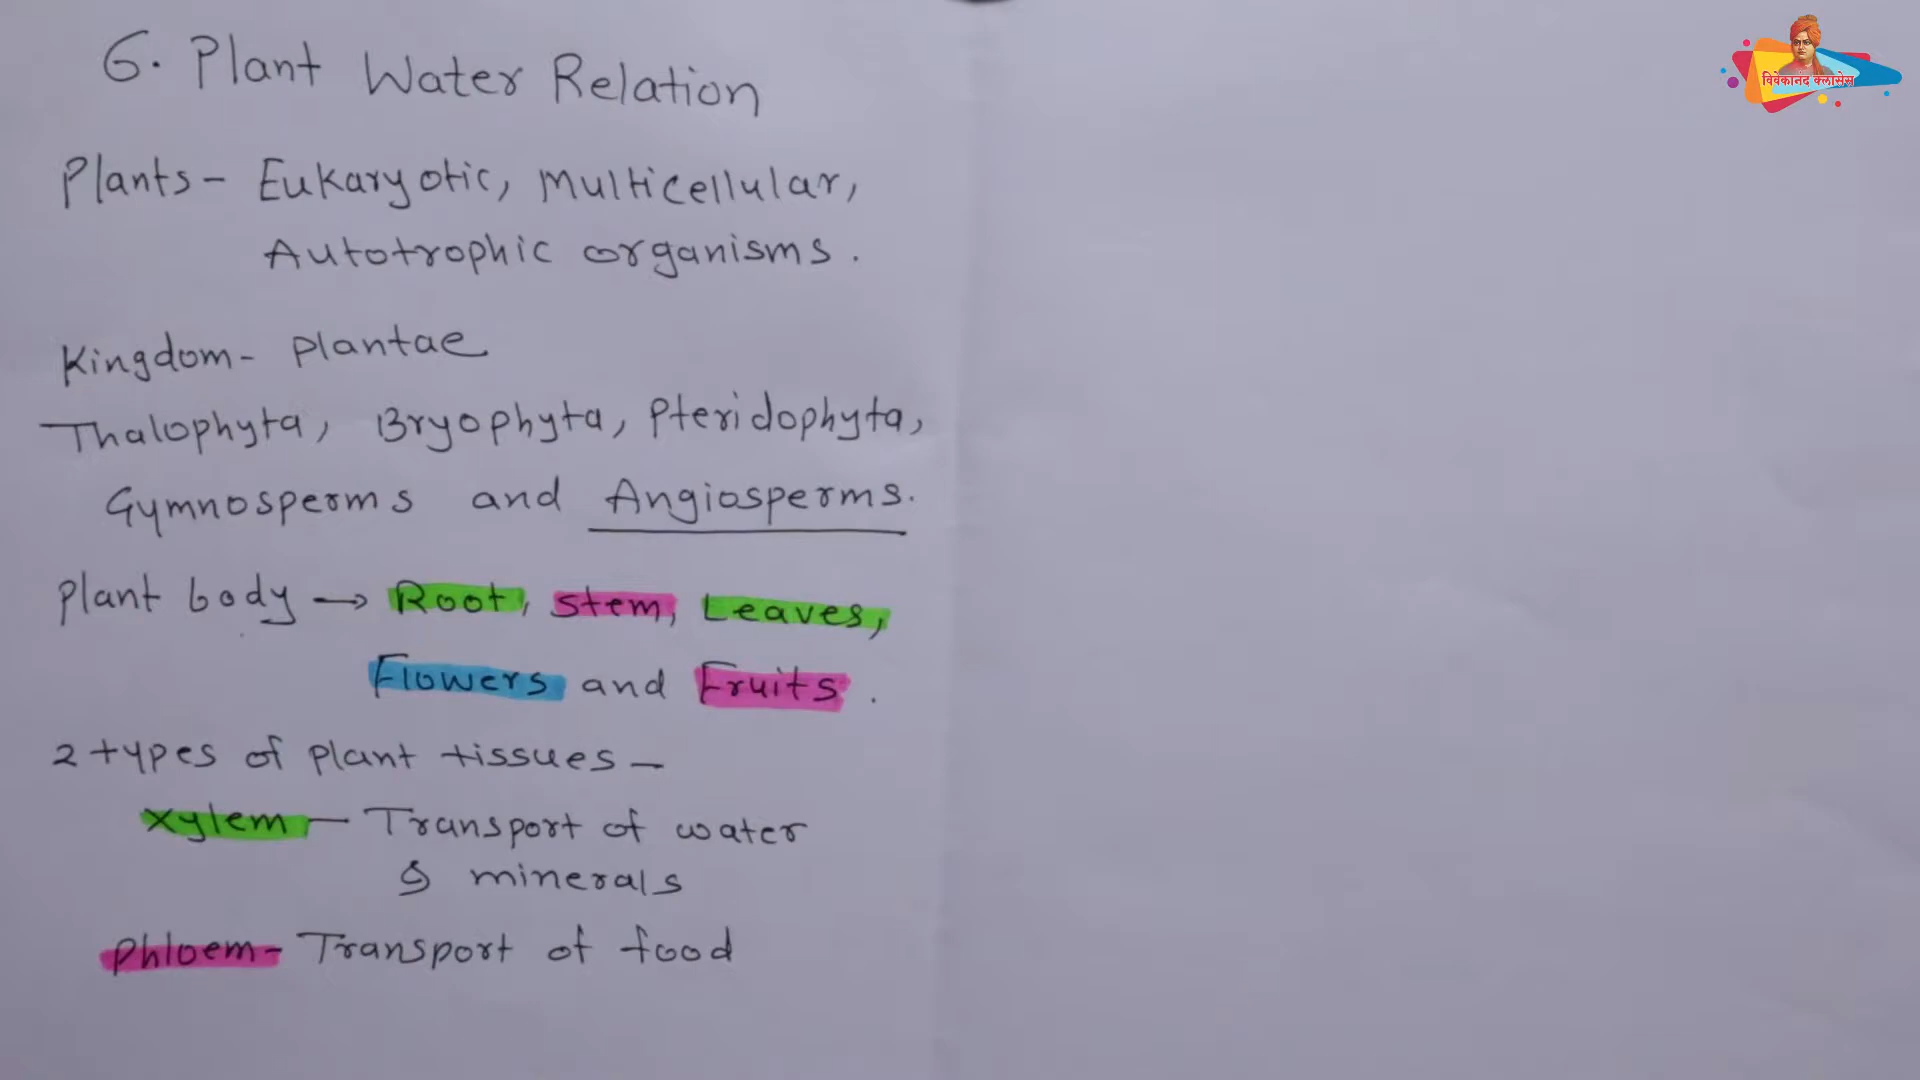 6. Plant Water Relation
विवेकानंद क्लासेस
Plants - Eukaryotic, Multicellular,
Autotrophic organisms.
Kingdom - Plantae
Thalophyta, Bryophyta, Pteridophyta,
Gymnosperms and Angiosperms.
Plant body → Root, Stem, Leaves,
Flowers and Fruits.
2 types of plant tissues -
Xylem - Transport of water
& minerals
Phloem - Transport of food